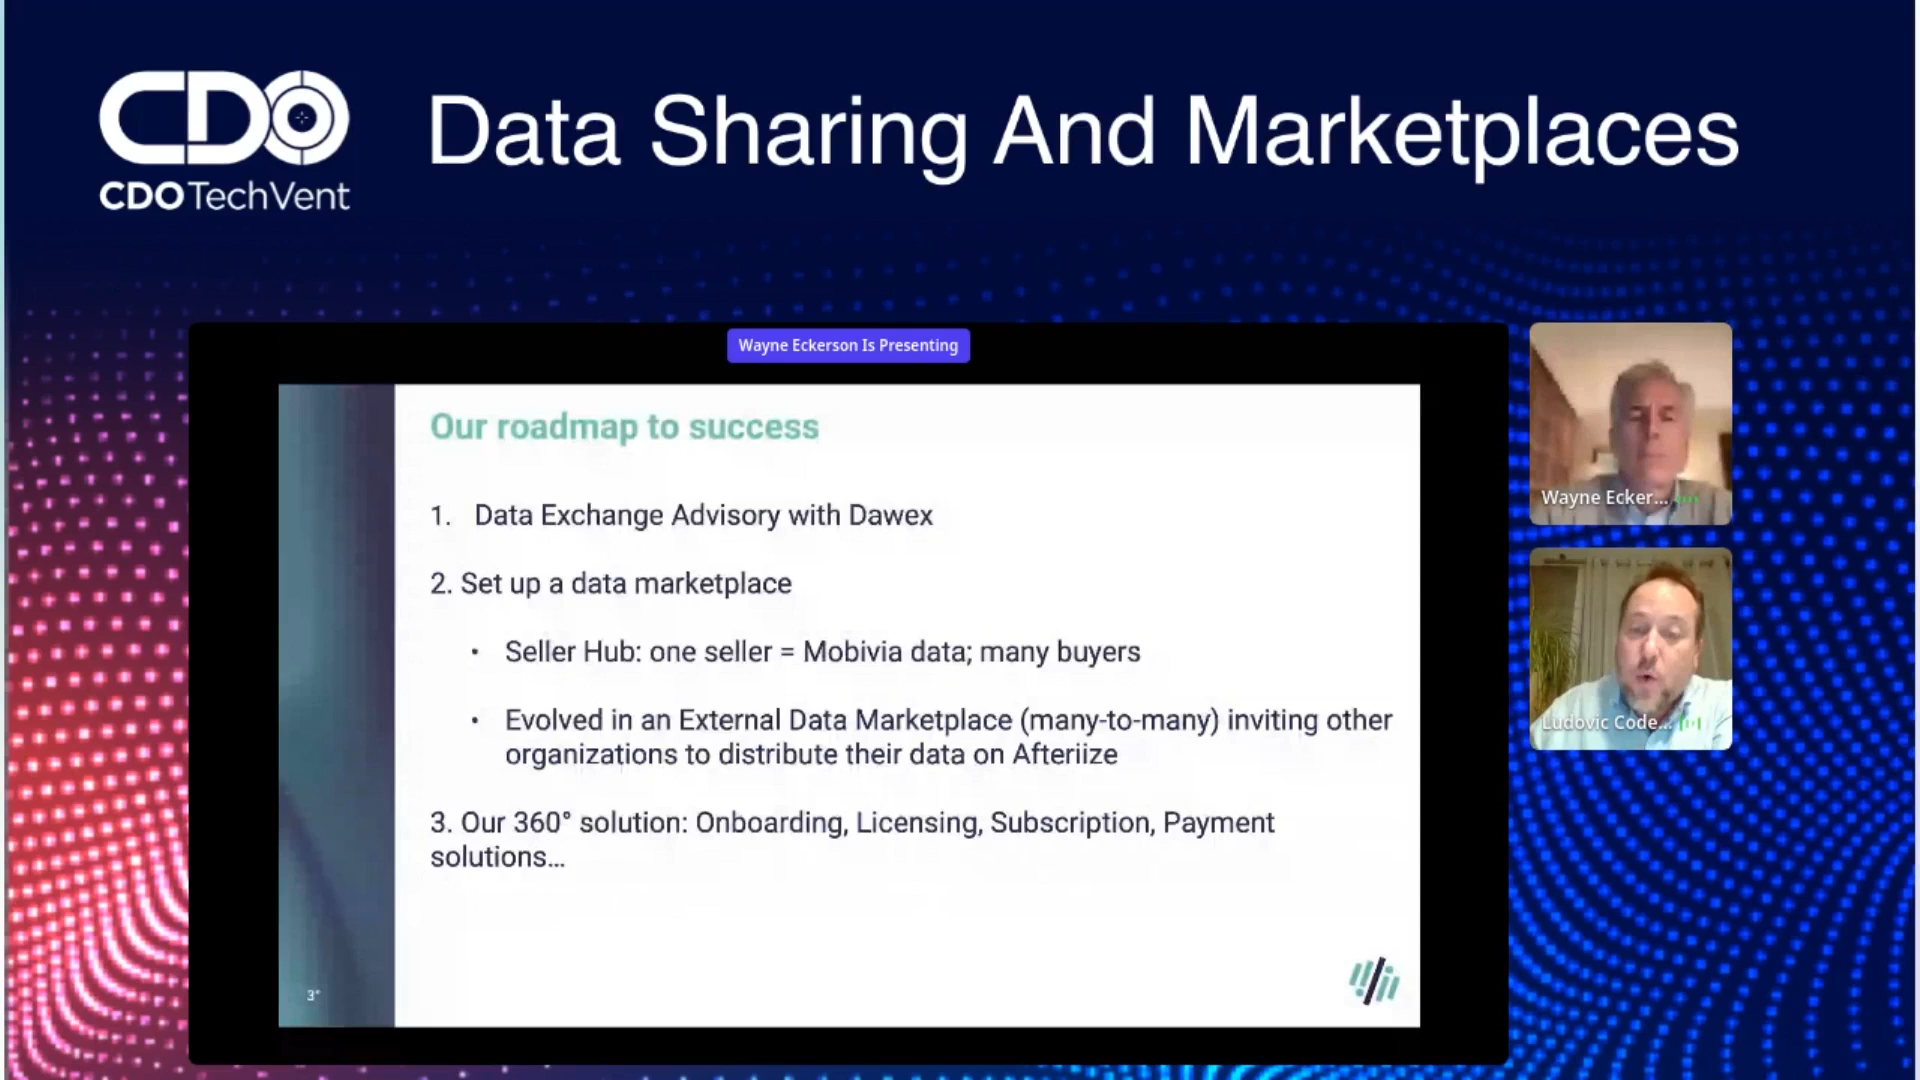 CDO
CDO TechVent
Data Sharing And Marketplaces
Wayne Eckerson Is Presenting
Our roadmap to success
1. Data Exchange Advisory with Dawex
2. Set up a data marketplace
• Seller Hub: one seller = Mobivia data; many buyers
• Evolved in an External Data Marketplace (many-to-many) inviting other
organizations to distribute their data on Afteriize
3. Our 360° solution: Onboarding, Licensing, Subscription, Payment
solutions...
Wayne Ecker...
Ludovic Code...